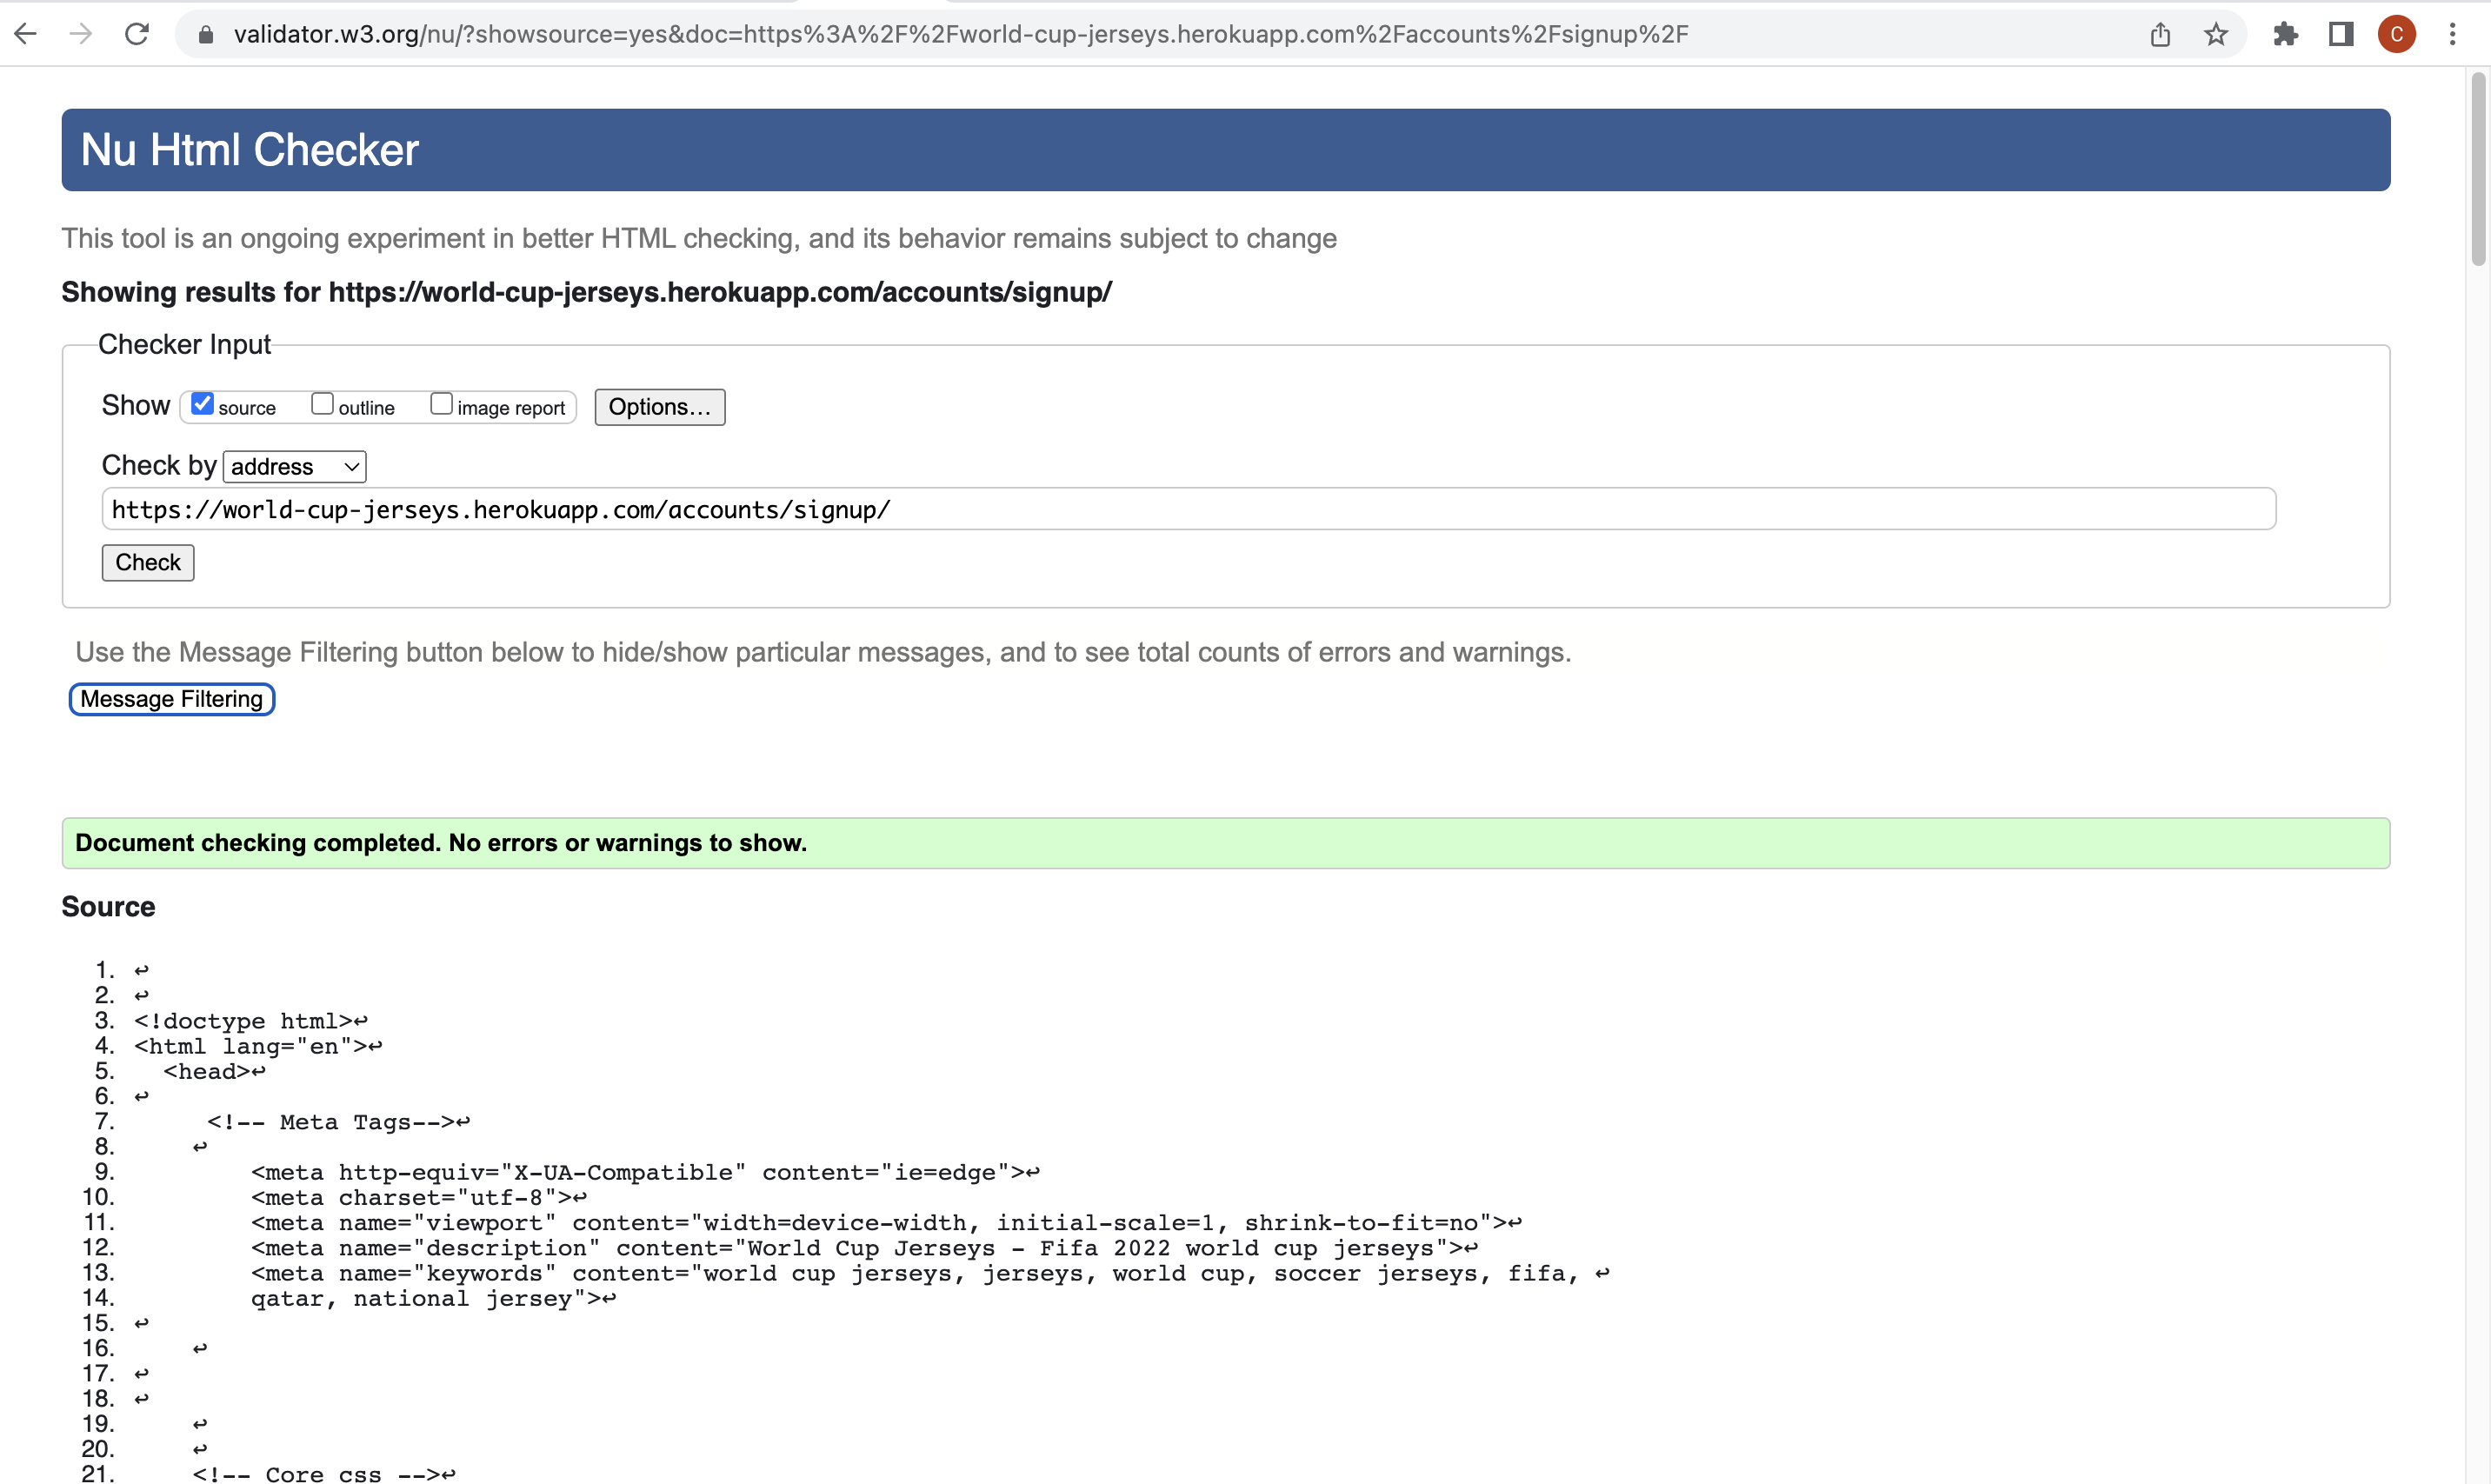 validator.w3.org/nu/?showsource=yes&doc=https%3A%2F%2Fworld-cup-jerseys.herokuapp.com%2Faccounts%2Fsignup%2F
C
Nu Html Checker
This tool is an ongoing experiment in better HTML checking, and its behavior remains subject to change
Showing results for https://world-cup-jerseys.herokuapp.com/accounts/signup/
Checker Input
Show source outline image report Options...
Check by address
https://world-cup-jerseys.herokuapp.com/accounts/signup/
Check
Use the Message Filtering button below to hide/show particular messages, and to see total counts of errors and warnings.
Message Filtering
Document checking completed. No errors or warnings to show.
Source
1. ↩
2. ↩
3. <!doctype html>↩
4. <html lang="en">↩
5. <head>↩
6. ↩
7. <!-- Meta Tags-->↩
8. ↩
9. <meta http-equiv="X-UA-Compatible" content="ie=edge">↩
10. <meta charset="utf-8">↩
11. <meta name="viewport" content="width=device-width, initial-scale=1, shrink-to-fit=no">↩
12. <meta name="description" content="World Cup Jerseys - Fifa 2022 world cup jerseys">↩
13. <meta name="keywords" content="world cup jerseys, jerseys, world cup, soccer jerseys, fifa, ↩
14. qatar, national jersey">↩
15. ↩
16. ↩
17. ↩
18. ↩
19. ↩
20. ↩
21. <!-- Core css -->↩